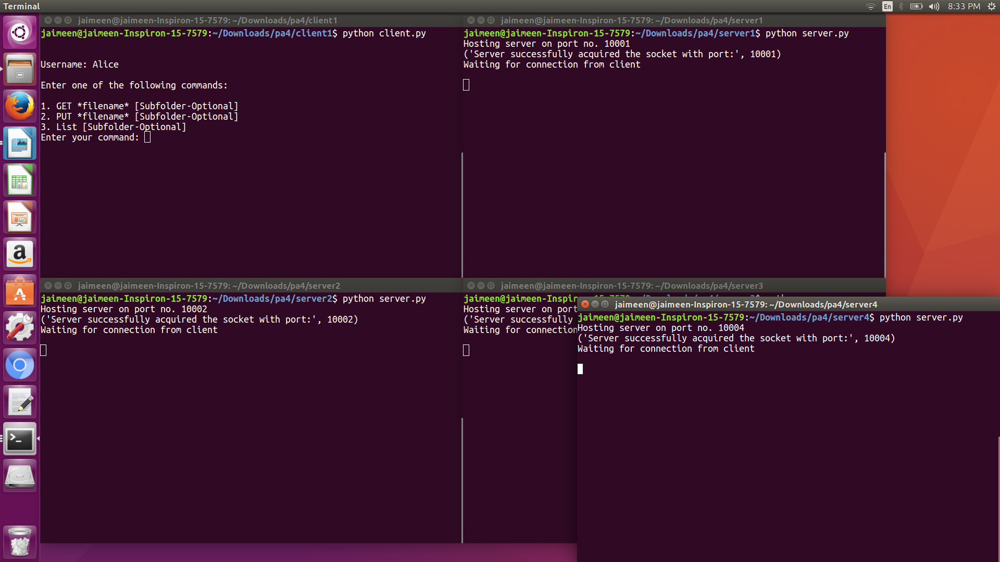 Terminal
En
8:33 PM
jaimeen@jaimeen-Inspiron-15-7579: ~/Downloads/pa4/client1
jaimeen@jaimeen-Inspiron-15-7579:~/Downloads/pa4/client1$ python client.py
Username: Alice
Enter one of the following commands:
1. GET *filename* [Subfolder-Optional]
2. PUT *filename* [Subfolder-Optional]
3. List [Subfolder-Optional]
Enter your command:
jaimeen@jaimeen-Inspiron-15-7579: ~/Downloads/pa4/server1
jaimeen@jaimeen-Inspiron-15-7579:~/Downloads/pa4/server1$ python server.py
Hosting server on port no. 10001
('Server successfully acquired the socket with port:', 10001)
Waiting for connection from client
jaimeen@jaimeen-Inspiron-15-7579: ~/Downloads/pa4/server2
jaimeen@jaimeen-Inspiron-15-7579:~/Downloads/pa4/server2$ python server.py
Hosting server on port no. 10002
('Server successfully acquired the socket with port:', 10002)
Waiting for connection from client
jaimeen@jaimeen-Inspiron-15-7579: ~/Downloads/pa4/server3
jaimeen@jaimeen-Inspir
Hosting server on port
('Server successfully
Waiting for connection
jaimeen@jaimeen-Inspiron-15-7579: ~/Downloads/pa4/server4
jaimeen@jaimeen-Inspiron-15-7579:~/Downloads/pa4/server4$ python server.py
Hosting server on port no. 10004
('Server successfully acquired the socket with port:', 10004)
Waiting for connection from client